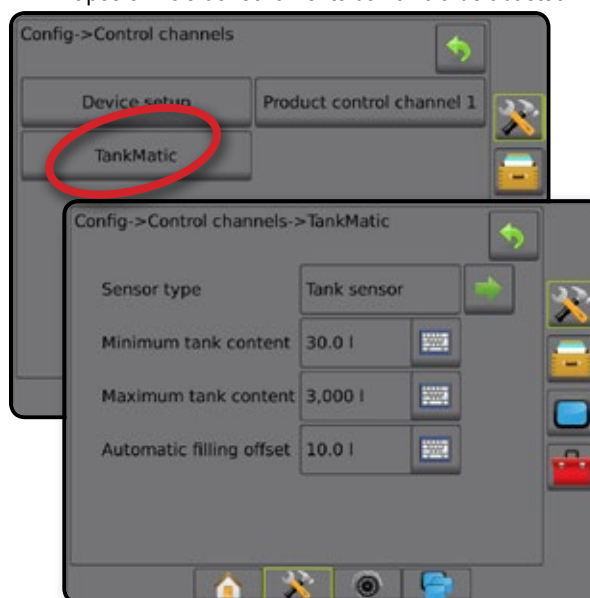 Config->Control channels
Device setup Product control channel 1
TankMatic
Config->Control channels->TankMatic
Sensor type Tank sensor
Minimum tank content 30.0 l
Maximum tank content 3,000 l
Automatic filling offset 10.0 l